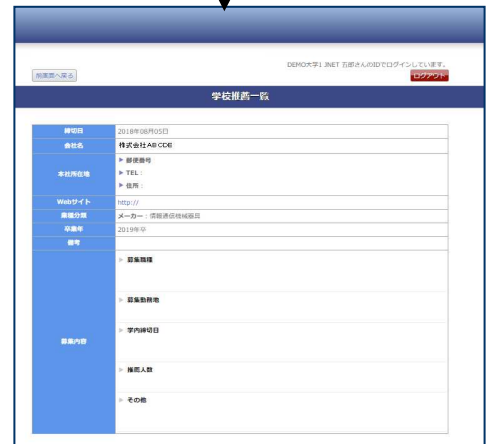 DEMO大学1 JNET 五郎さんのIDでログインしています。
前画面へ戻る
ログアウト
学校推薦一覧
締切日 2018年08月05日
会社名 株式会社ABCDE
本社所在地
▶ 郵便番号
▶ TEL :
▶ 住所 :
Webサイト http://
業種分類 メーカー : 情報通信機械器具
卒業年 2019年卒
備考
募集内容
▶ 募集職種
▶ 募集勤務地
▶ 学内締切日
▶ 推薦人数
▶ その他